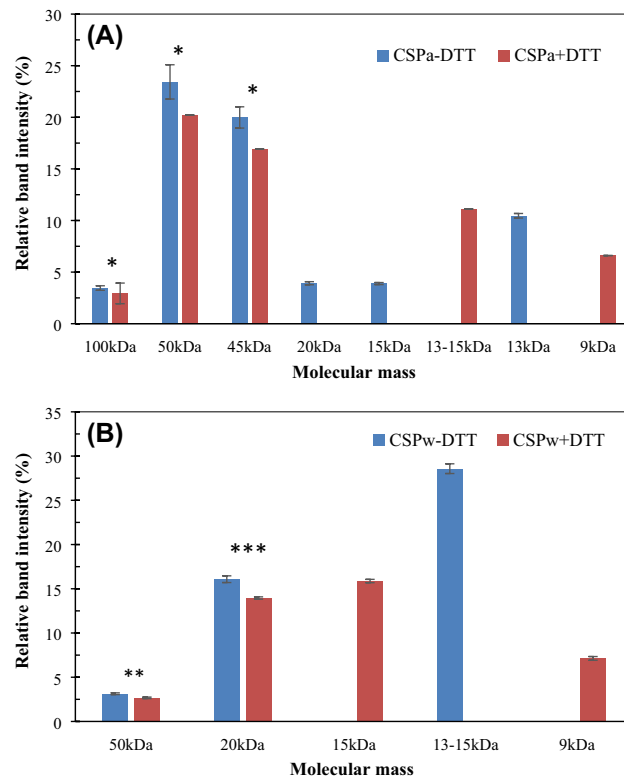 (A)
CSPa-DTT CSPa+DTT
Relative band intensity (%)
30
25
20
15
10
5
0
*
*
*
100kDa 50kDa 45kDa 20kDa 15kDa 13-15kDa 13kDa 9kDa
Molecular mass
(B)
CSPw-DTT CSPw+DTT
Relative band intensity (%)
35
30
25
20
15
10
5
0
**
***
50kDa 20kDa 15kDa 13-15kDa 9kDa
Molecular mass